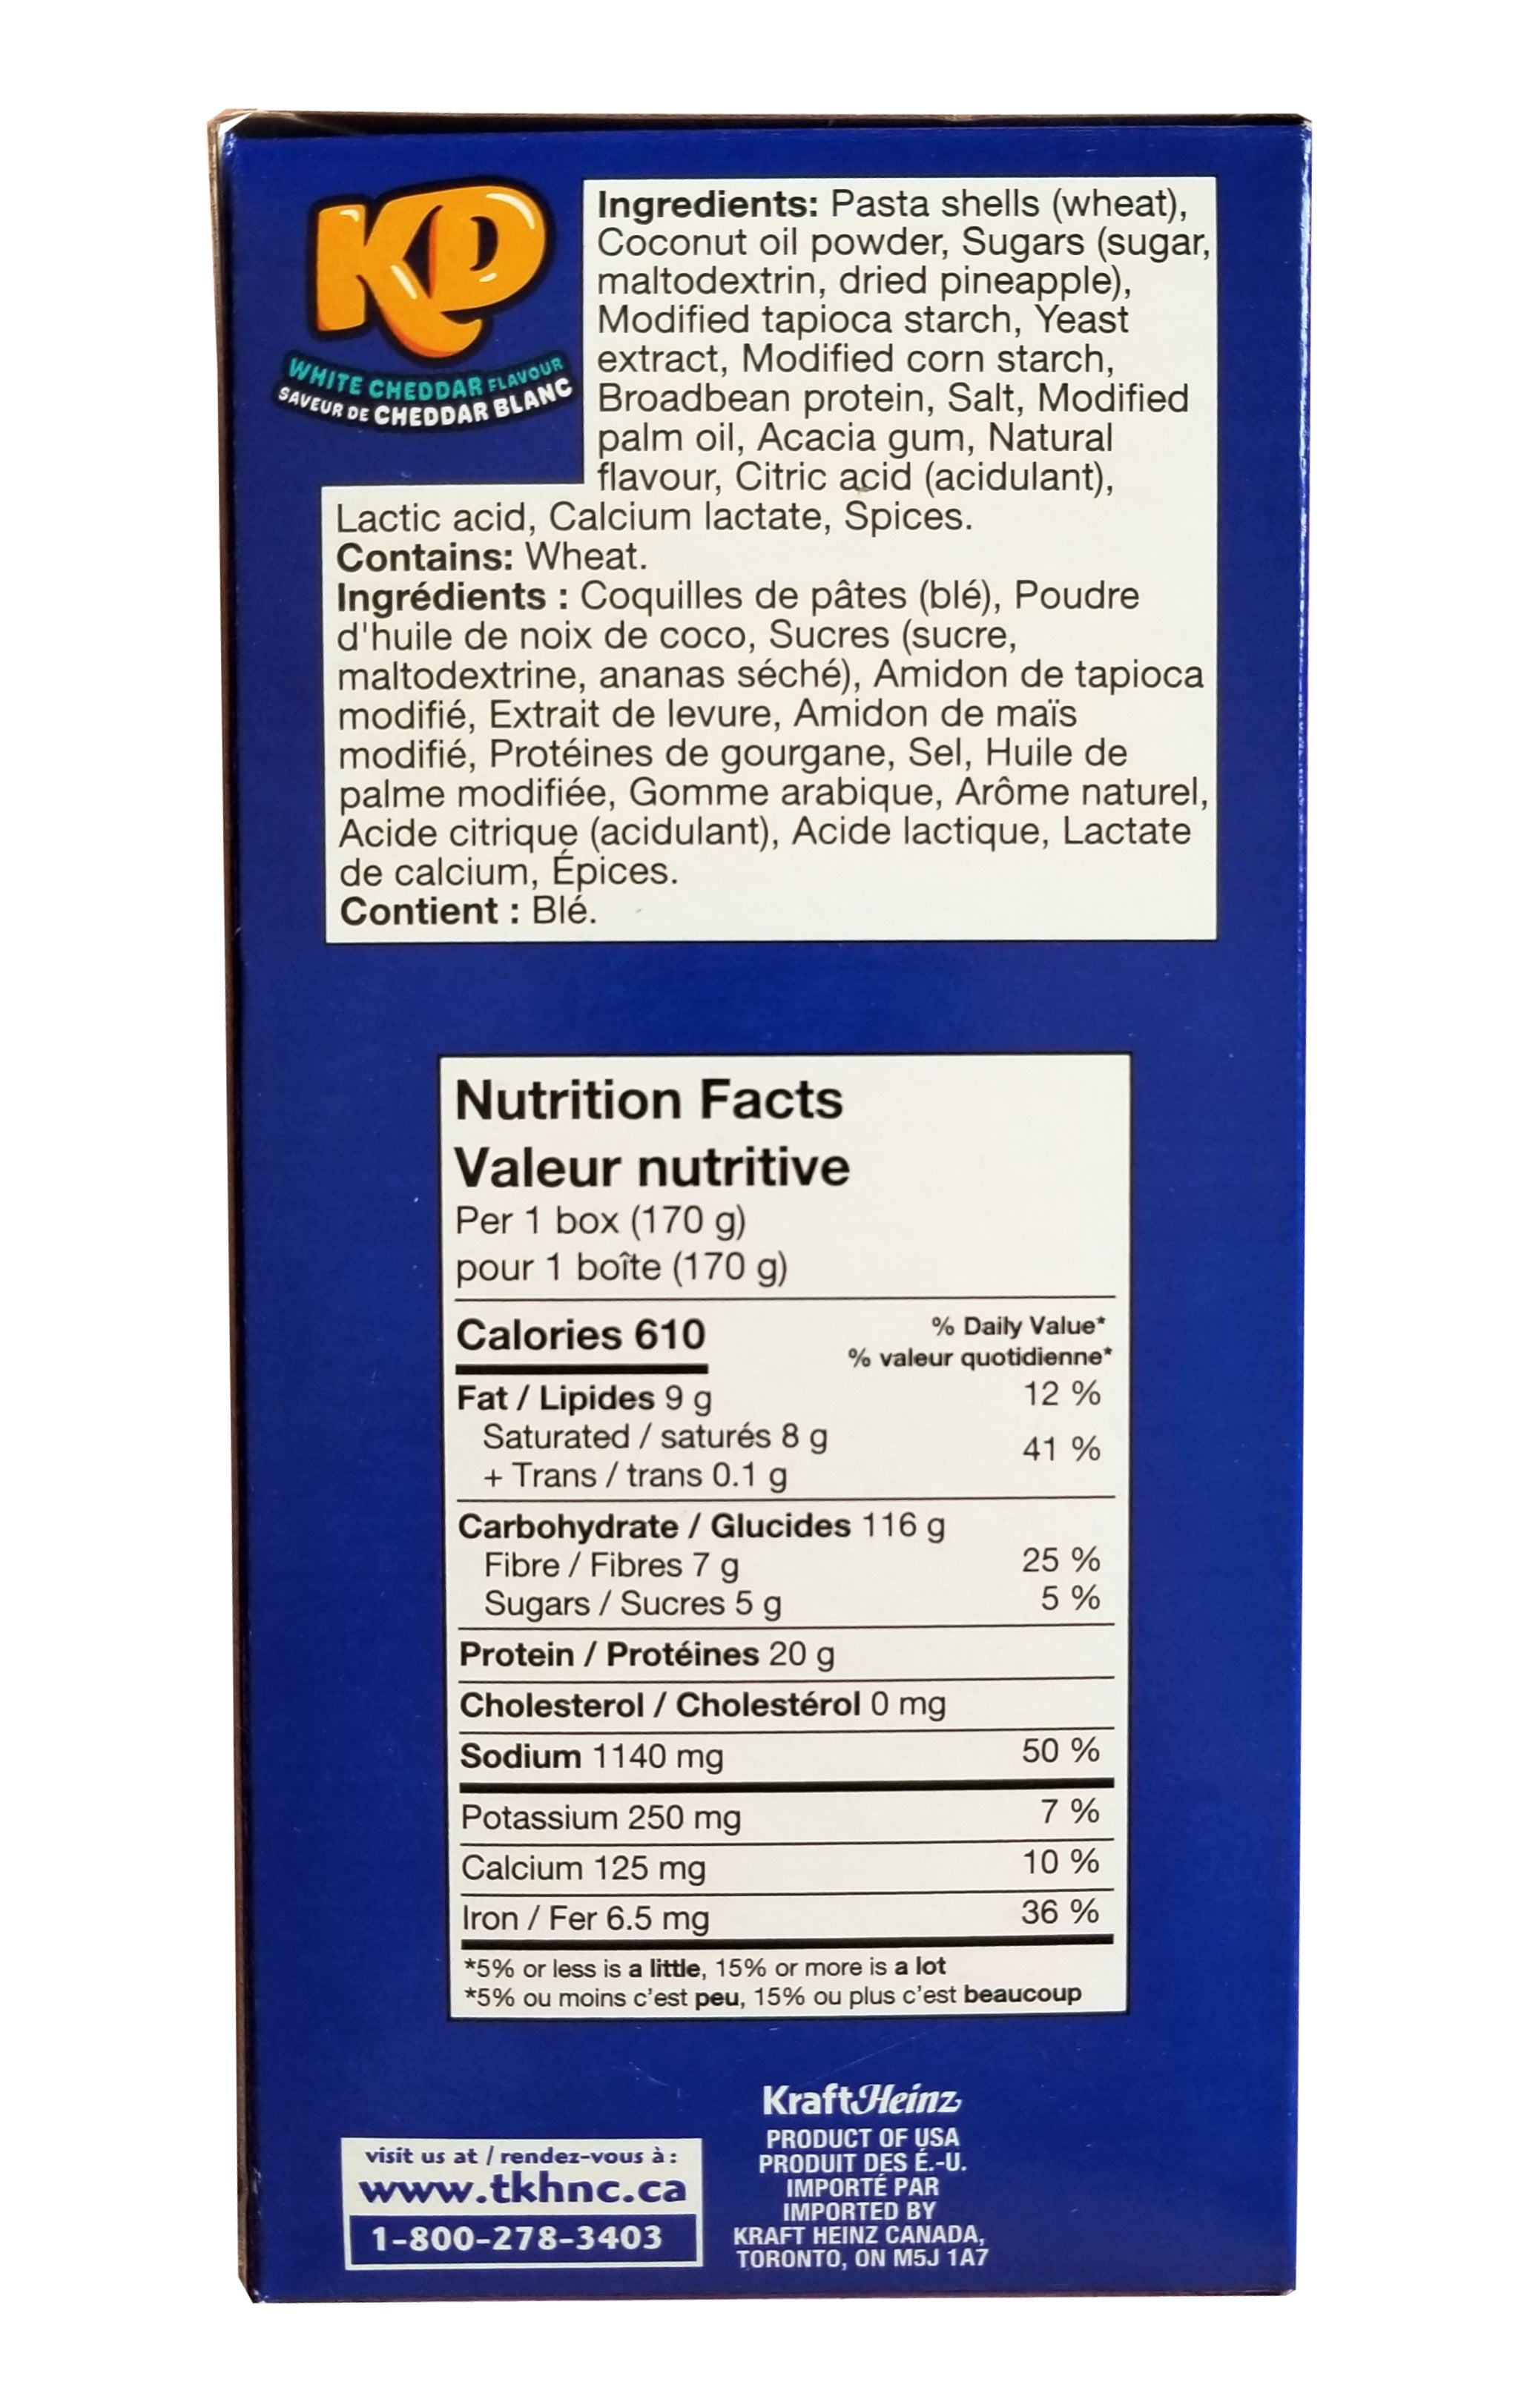 KD
WHITE CHEDDAR FLAVOUR
SAVEUR DE CHEDDAR BLANC
Ingredients: Pasta shells (wheat),
Coconut oil powder, Sugars (sugar,
maltodextrin, dried pineapple),
Modified tapioca starch, Yeast
extract, Modified corn starch,
Broadbean protein, Salt, Modified
palm oil, Acacia gum, Natural
flavour, Citric acid (acidulant),
Lactic acid, Calcium lactate, Spices.
Contains: Wheat.
Ingrédients : Coquilles de pâtes (blé), Poudre
d'huile de noix de coco, Sucres (sucre,
maltodextrine, ananas séché), Amidon de tapioca
modifié, Extrait de levure, Amidon de maïs
modifié, Protéines de gourgane, Sel, Huile de
palme modifiée, Gomme arabique, Arôme naturel,
Acide citrique (acidulant), Acide lactique, Lactate
de calcium, Épices.
Contient : Blé.
Nutrition Facts
Valeur nutritive
Per 1 box (170 g)
pour 1 boîte (170 g)
Calories 610 % Daily Value*
% valeur quotidienne*
Fat / Lipides 9 g 12 %
Saturated / saturés 8 g 41 %
+ Trans / trans 0.1 g
Carbohydrate / Glucides 116 g
Fibre / Fibres 7 g 25 %
Sugars / Sucres 5 g 5 %
Protein / Protéines 20 g
Cholesterol / Cholestérol 0 mg
Sodium 1140 mg 50 %
Potassium 250 mg 7 %
Calcium 125 mg 10 %
Iron / Fer 6.5 mg 36 %
*5% or less is a little, 15% or more is a lot
*5% ou moins c'est peu, 15% ou plus c'est beaucoup
visit us at / rendez-vous à :
www.tkhnc.ca
1-800-278-3403
KraftHeinz
PRODUCT OF USA
PRODUIT DES É.-U.
IMPORTÉ PAR
IMPORTED BY
KRAFT HEINZ CANADA,
TORONTO, ON M5J 1A7